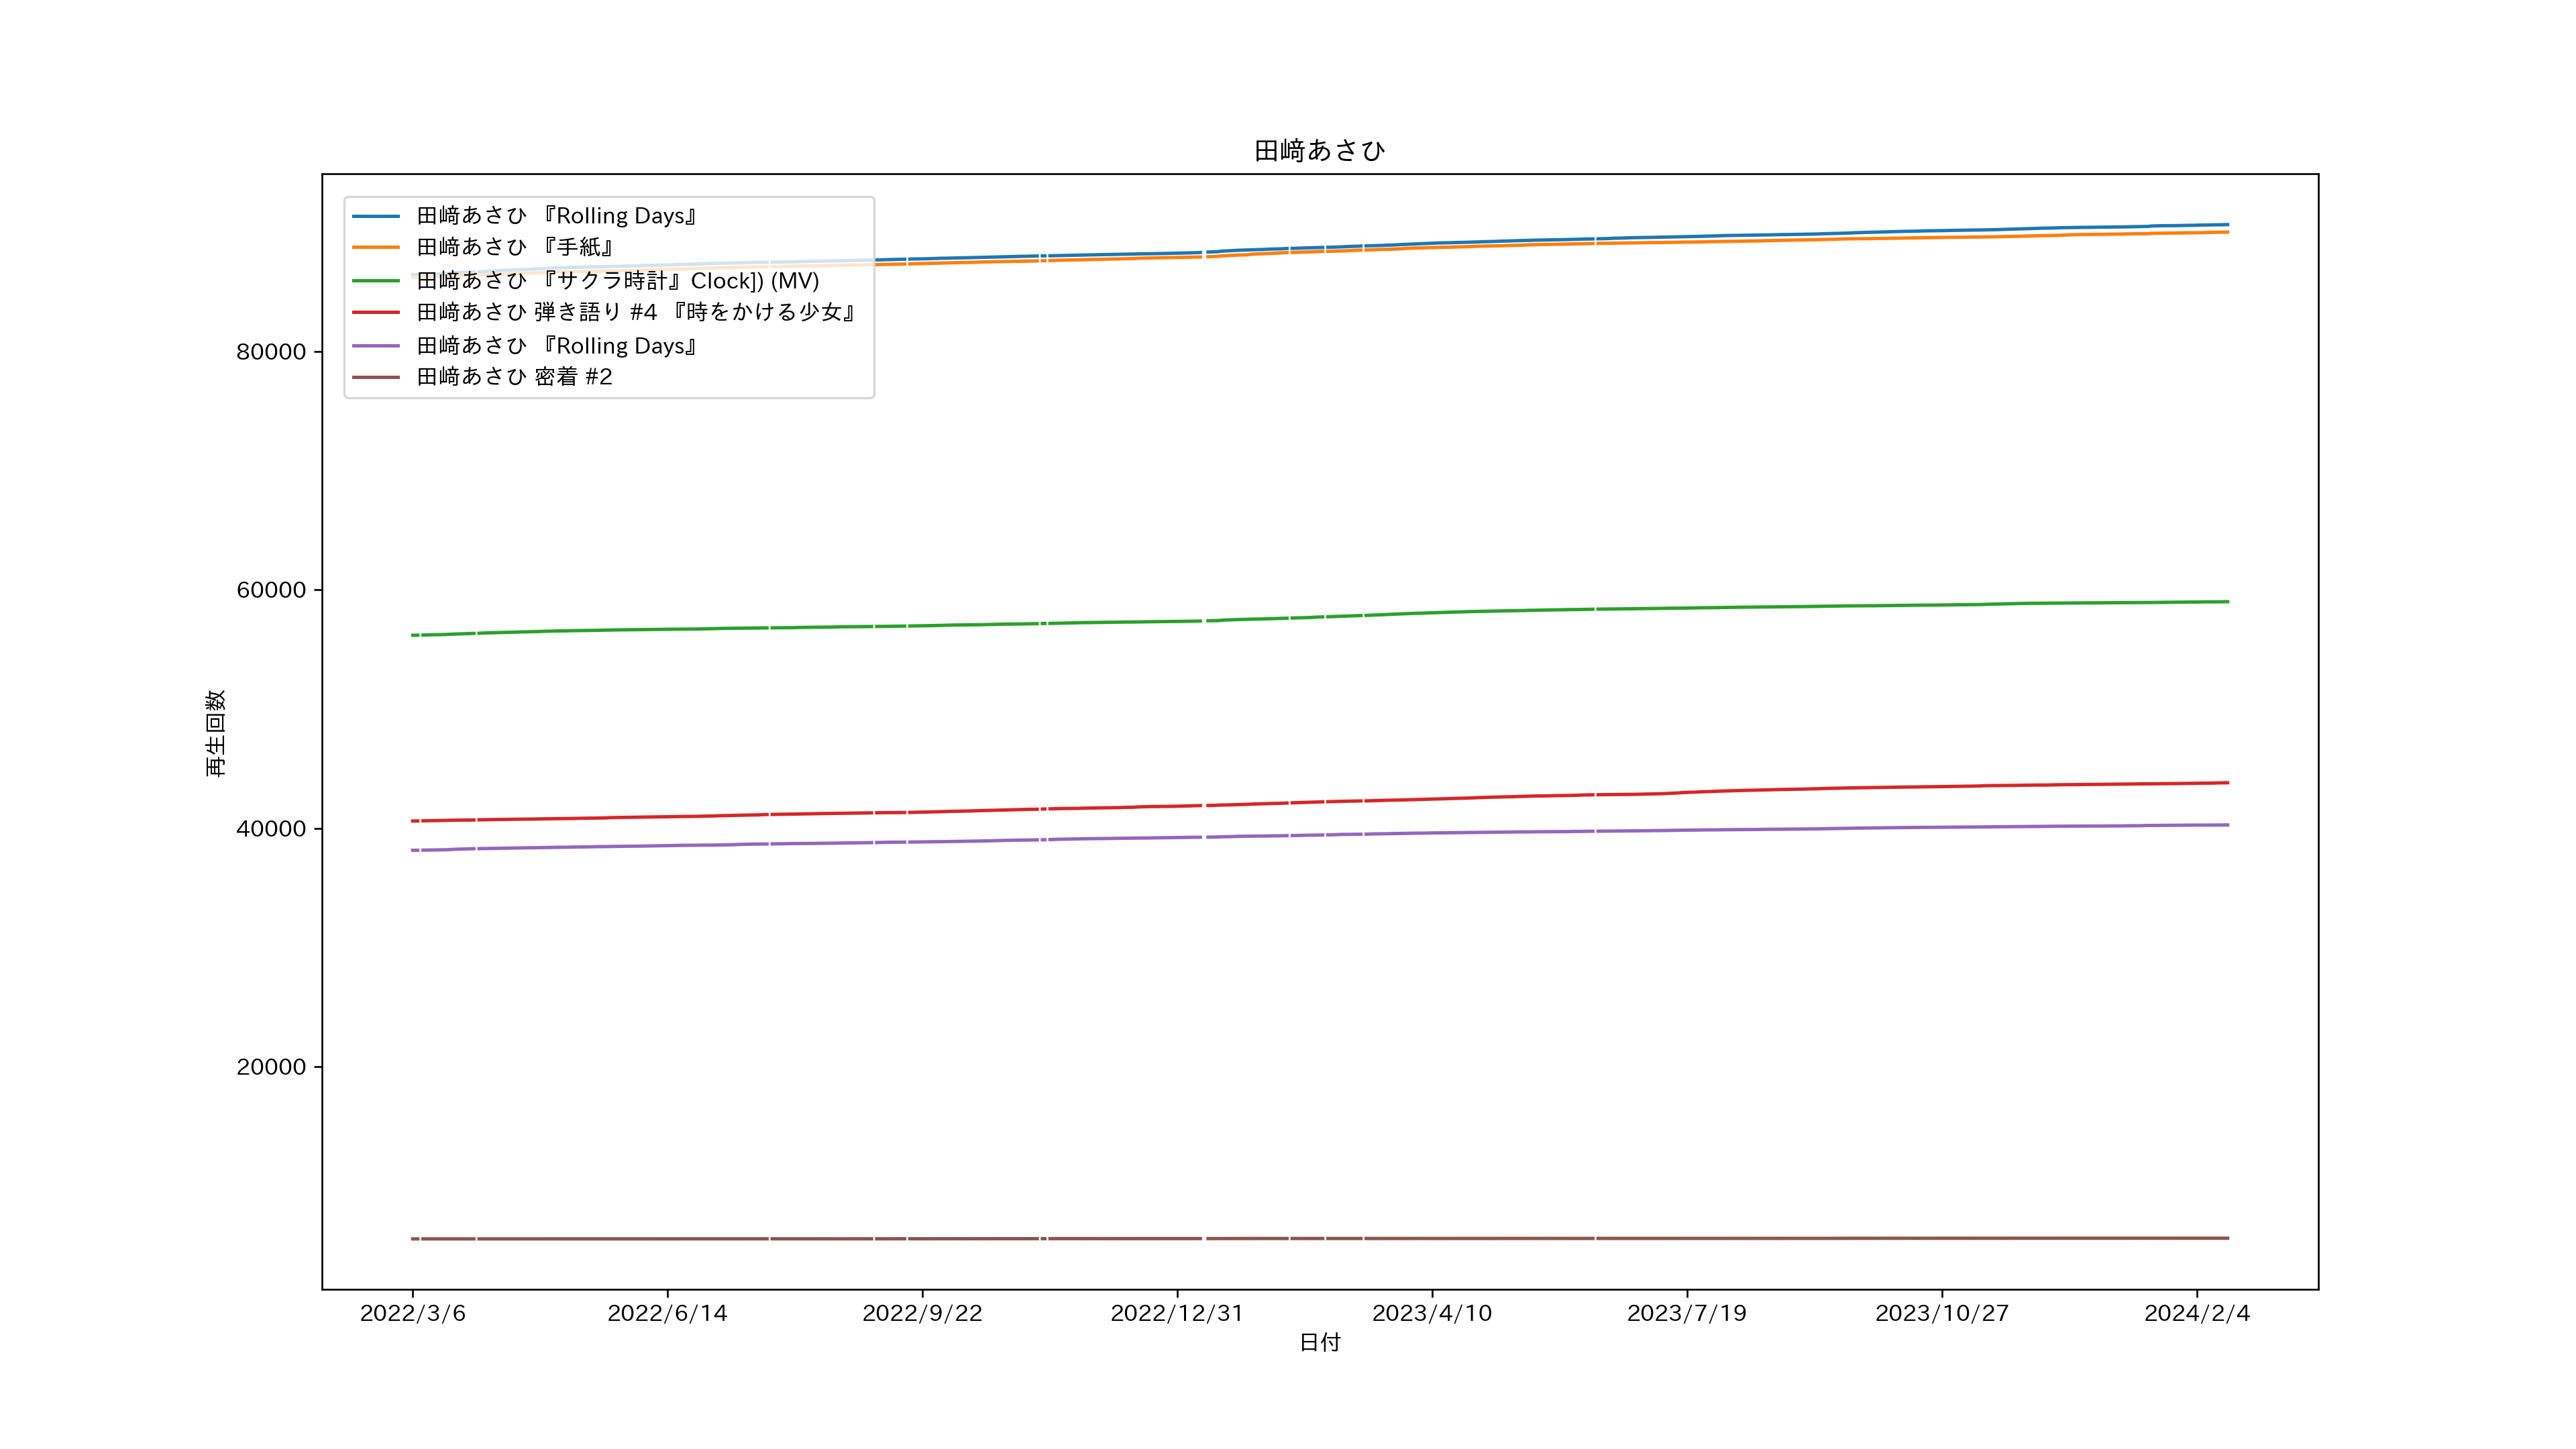 田﨑あさひ
田﨑あさひ 『Rolling Days』
田﨑あさひ 『手紙』
田﨑あさひ 『サクラ時計』Clock]) (MV)
田﨑あさひ 弾き語り #4 『時をかける少女』
田﨑あさひ 『Rolling Days』
田﨑あさひ 密着 #2
80000
60000
40000
20000
再生回数
2022/3/6 2022/6/14 2022/9/22 2022/12/31 2023/4/10 2023/7/19 2023/10/27 2024/2/4
日付